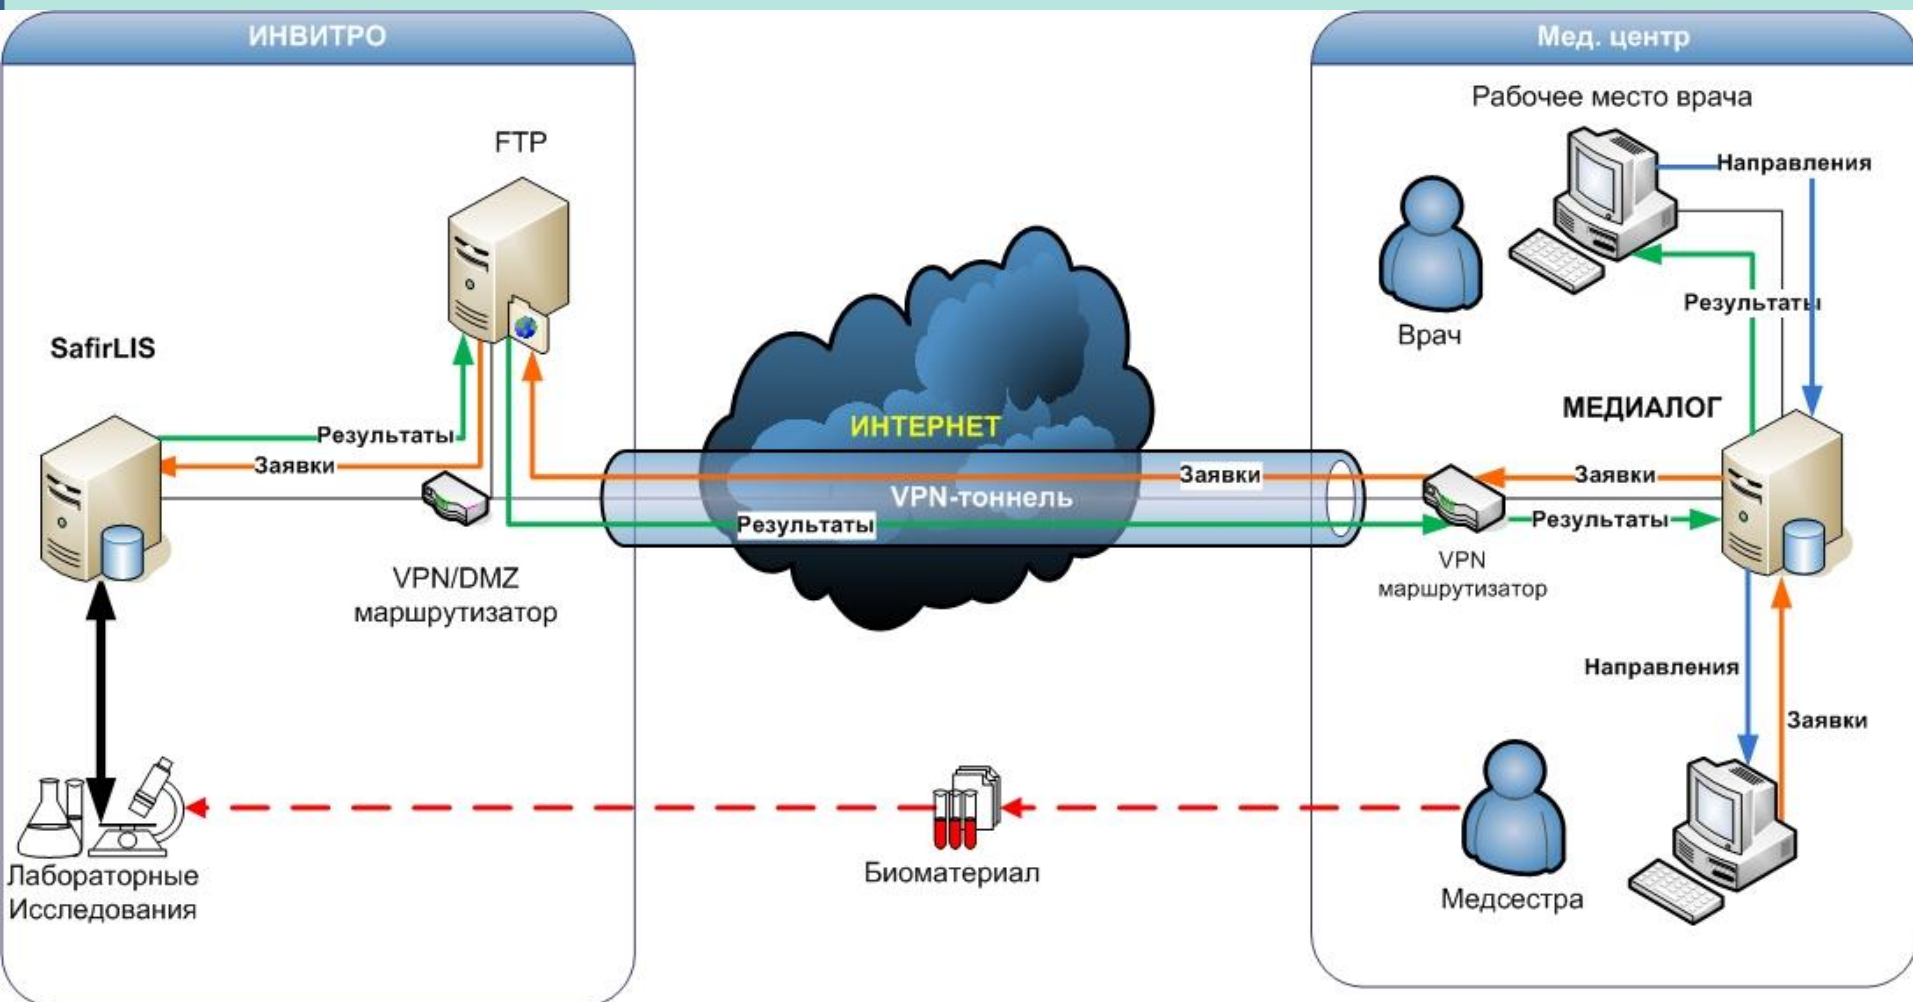 ИНВИТРО
Мед. центр
Рабочее место врача
FTP
Направления
Результаты
Врач
SafirLIS
МЕДИАЛОГ
ИНТЕРНЕТ
Результаты
Заявки
Заявки
Заявки
VPN-тоннель
Результаты
Результаты
VPN/DMZ
маршрутизатор
VPN
маршрутизатор
Направления
Заявки
Биоматериал
Лабораторные
Исследования
Медсестра